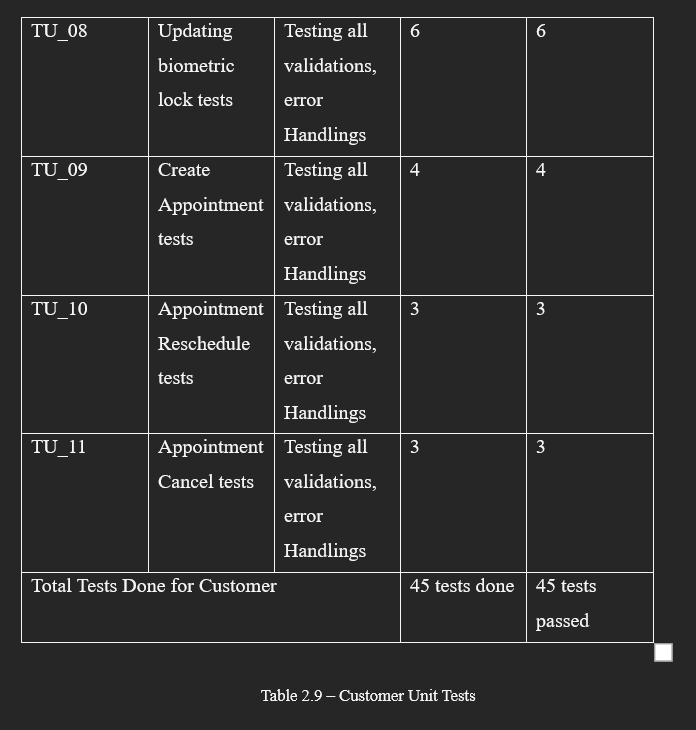 TU_08
Updating
biometric
lock tests
Testing all
validations,
error
Handlings
6
6
TU_09
Create
Appointment
tests
Testing all
validations,
error
Handlings
4
4
TU_10
Appointment
Reschedule
tests
Testing all
validations,
error
Handlings
3
3
TU_11
Appointment
Cancel tests
Testing all
validations,
error
Handlings
3
3
Total Tests Done for Customer
45 tests done
45 tests
passed
Table 2.9 – Customer Unit Tests